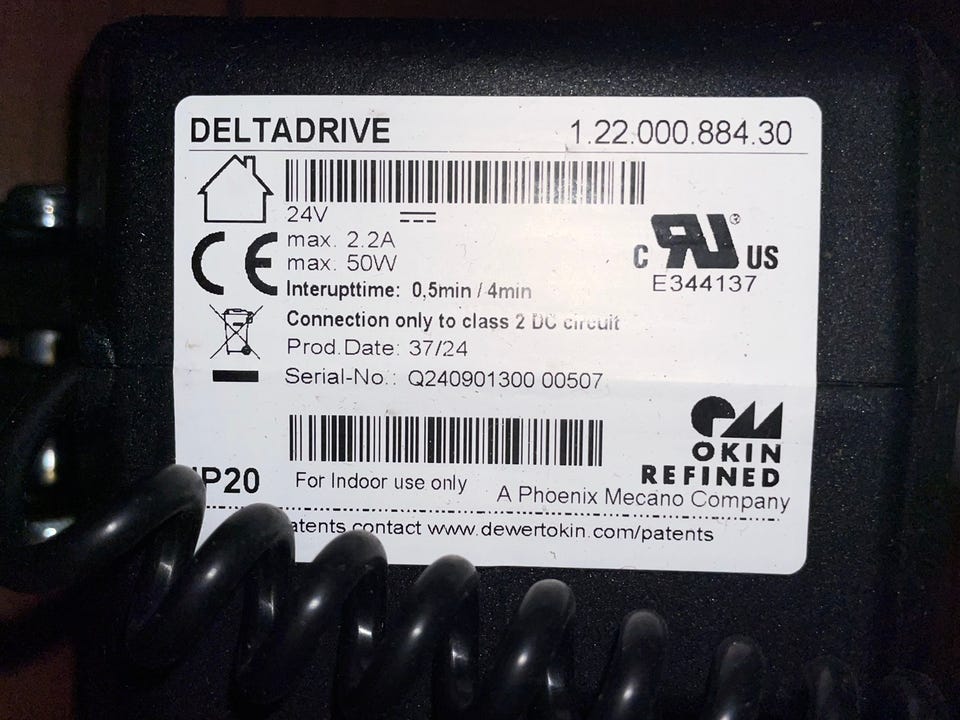 DELTADRIVE 1.22.000.884.30
24V
max. 2.2A
max. 50W
Interupttime: 0,5min / 4min
Connection only to class 2 DC circuit
Prod.Date: 37/24
Serial-No.: Q240901300 00507
CE
C RU ® US
E344137
OKIN
REFINED
IP20
For Indoor use only
A Phoenix Mecano Company
contact www.dewertokin.com/patents